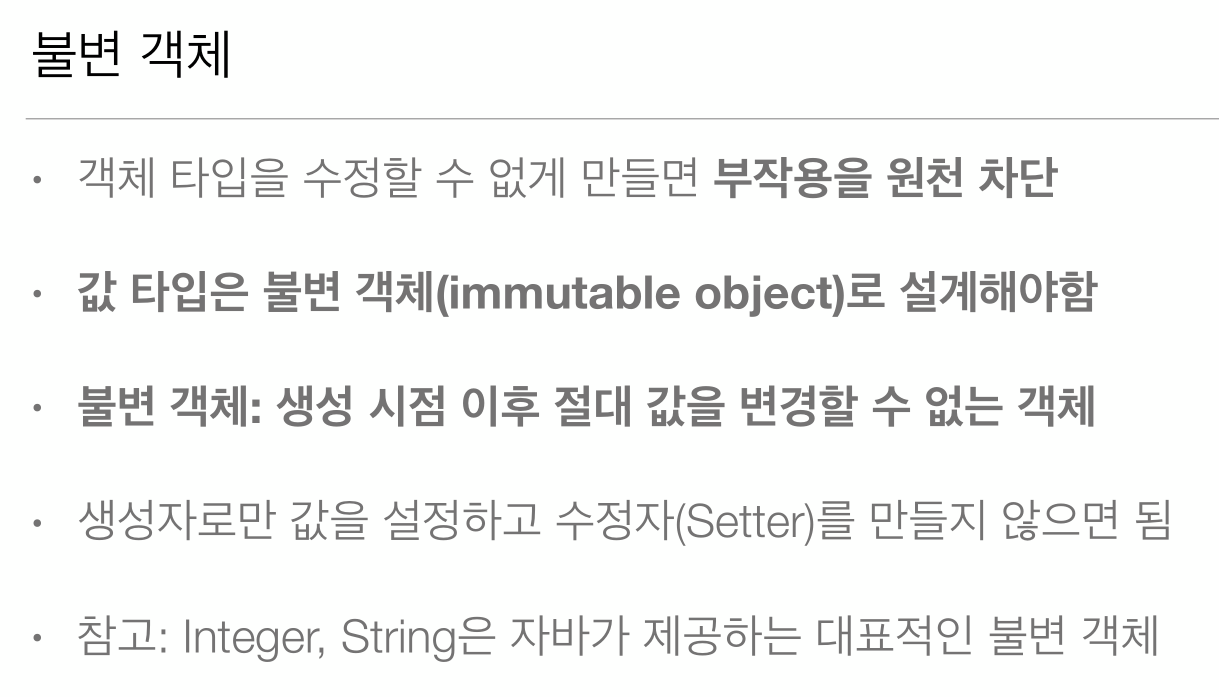 불변 객체
• 객체 타입을 수정할 수 없게 만들면 부작용을 원천 차단
• 값 타입은 불변 객체(immutable object)로 설계해야함
• 불변 객체: 생성 시점 이후 절대 값을 변경할 수 없는 객체
• 생성자로만 값을 설정하고 수정자(Setter)를 만들지 않으면 됨
• 참고: Integer, String은 자바가 제공하는 대표적인 불변 객체